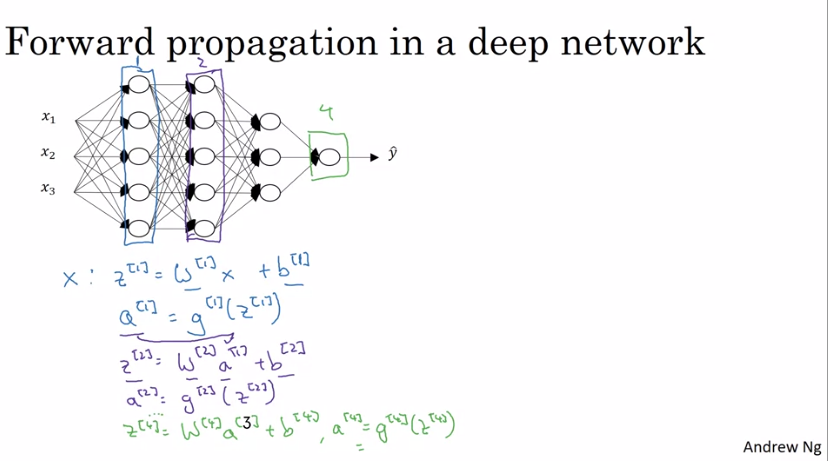 Forward propagation in a deep network
1 2
4
x₁
x₂
x₃
ŷ
x : z^[1] = W^[1] x + b^[1]
a^[1] = g^[1](z^[1])
z^[2] = W^[2] a^[1] + b^[2]
a^[2] = g^[2](z^[2])
...
z^[4] = W^[4] a^[3] + b^[4], a^[4] = g^[4](z^[4])
Andrew Ng